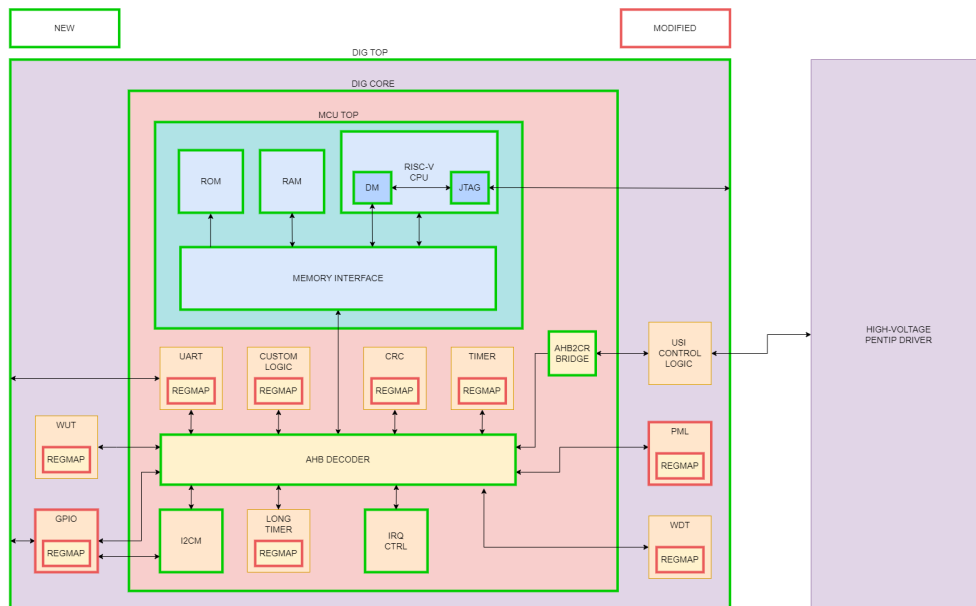 NEW
MODIFIED
DIG TOP
DIG CORE
MCU TOP
ROM
RAM
RISC-V
CPU
DM
JTAG
MEMORY INTERFACE
HIGH-VOLTAGE
PENTIP DRIVER
UART
REGMAP
CUSTOM
LOGIC
REGMAP
CRC
REGMAP
TIMER
REGMAP
AHB2CR
BRIDGE
USI
CONTROL
LOGIC
WUT
REGMAP
AHB DECODER
PML
REGMAP
GPIO
REGMAP
I2CM
LONG
TIMER
REGMAP
IRQ
CTRL
WDT
REGMAP